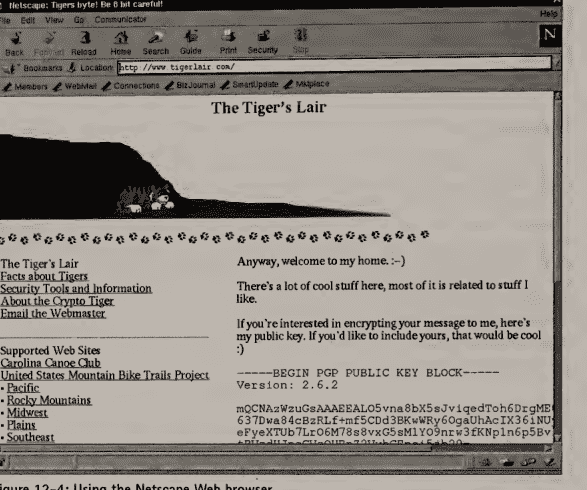 Netscape: Tigers byte! Be 8 bit careful!
File Edit View Go Communicator Help
Back Forward Reload Home Search Guide Print Security Stop
Bookmarks Location: http://www.tigerlair.com/
Members WebMail Connections BizJournal SmartUpdate Mktplace
The Tiger's Lair
The Tiger's Lair
Facts about Tigers
Security Tools and Information
About the Crypto Tiger
Email the Webmaster
Supported Web Sites
Carolina Canoe Club
United States Mountain Bike Trails Project
• Pacific
• Rocky Mountains
• Midwest
• Plains
• Southeast
Anyway, welcome to my home. :-)
There's a lot of cool stuff here, most of it is related to stuff I
like.
If you're interested in encrypting your message to me, here's
my public key. If you'd like to include yours, that would be cool
:)
-----BEGIN PGP PUBLIC KEY BLOCK-----
Version: 2.6.2
mQCNAzWzuGsAAAEEALO5vna8bX5sJviqedToh6DrgME
637Dwa84cBzRLf+mf5CDd3BKwWRy6OgaUhAcIX36iNU
eFyeXTUb7LrO6M78s8vxG5sMlYO9nrw3fKNpln6p5Bv
igure 12-4: Using the Netscape Web browser